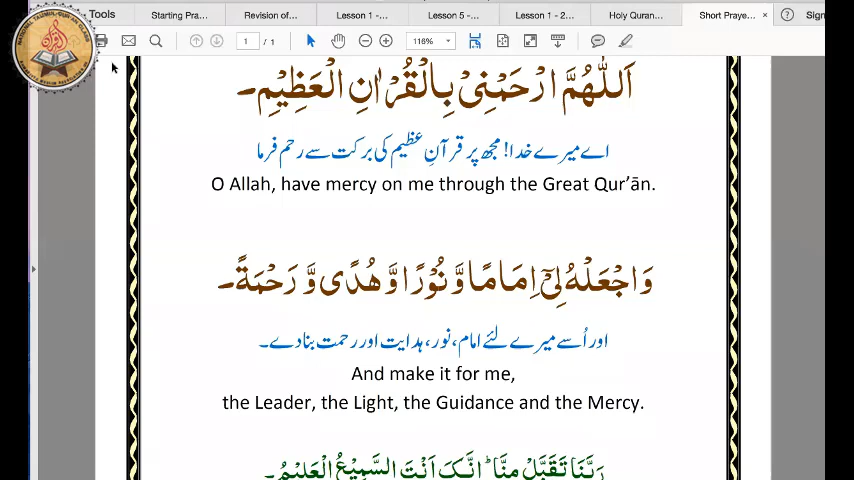 Tools
Starting Pra...
Revision of...
Lesson 1 -...
Lesson 5 -...
Lesson 1 - 2...
Holy Quran...
Short Praye... ×
Sign
1 / 1
116%
اَللّٰهُمَّ ارْحَمْنِیْ بِالْقُرْاٰنِ الْعَظِیْمِ۔
اے میرے خدا! مجھ پر قرآنِ عظیم کی برکت سے رحم فرما
O Allah, have mercy on me through the Great Qur’ān.
وَاجْعَلْهُ لِیْٓ اِمَامًا وَّ نُوْرًا وَّ هُدًی وَّ رَحْمَةً۔
اور اُسے میرے لئے امام، نور، ہدایت اور رحمت بنا دے۔
And make it for me,
the Leader, the Light, the Guidance and the Mercy.
رَبَّنَا تَقَبَّلْ مِنَّا ؕ اِنَّکَ اَنْتَ السَّمِیْعُ الْعَلِیْمُ۔